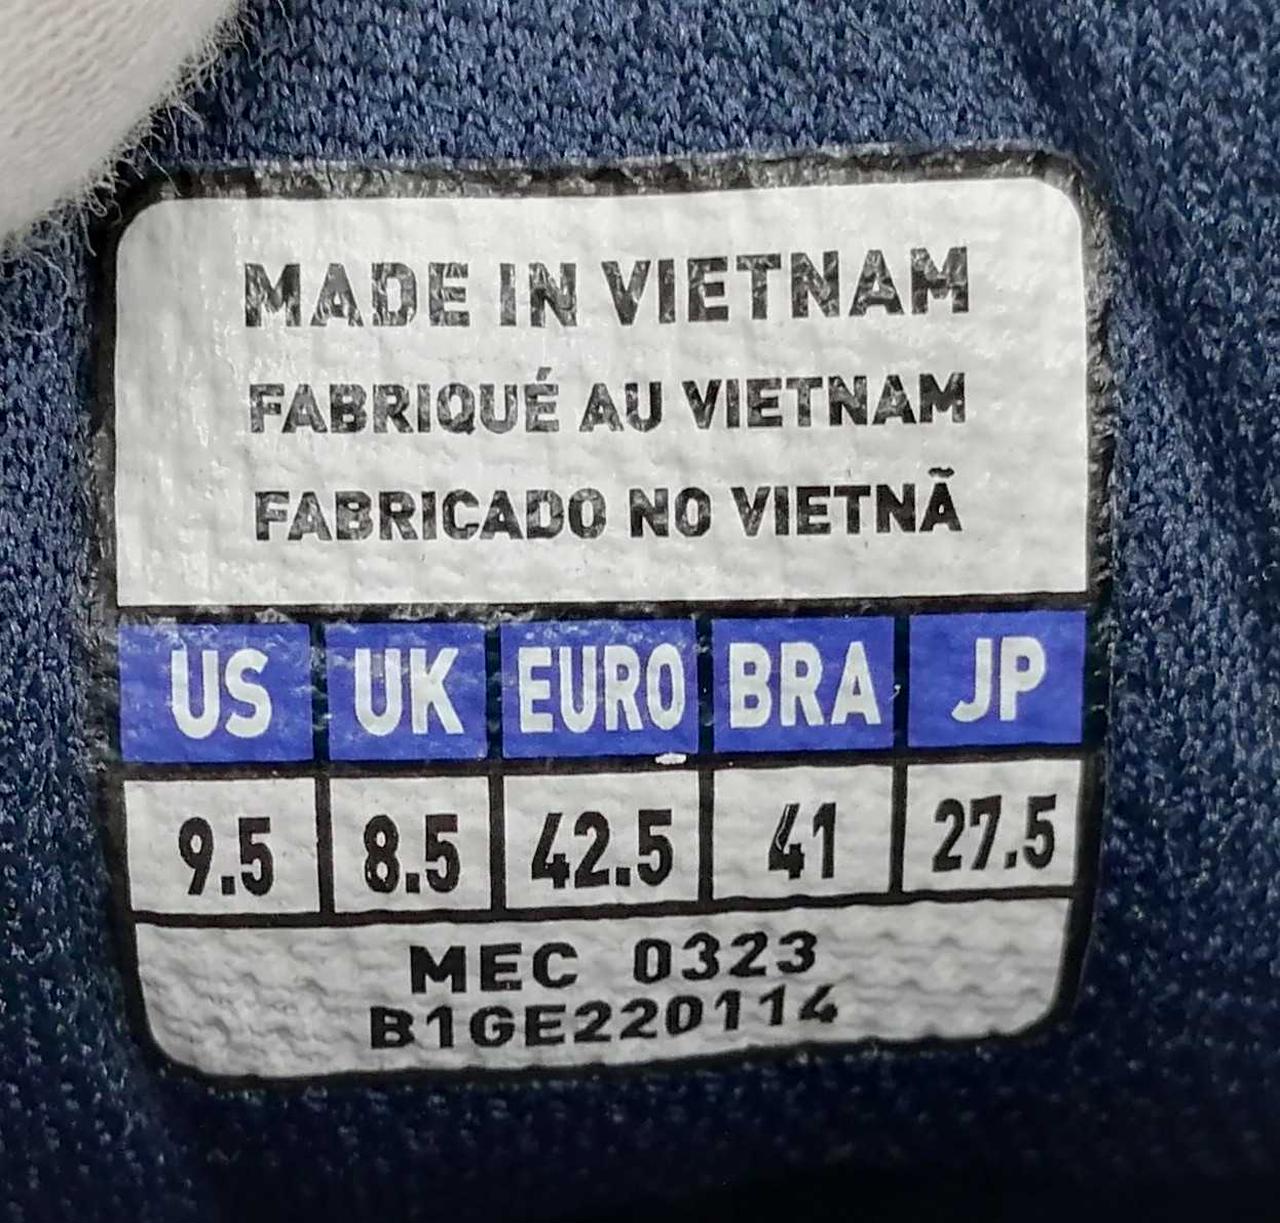 MADE IN VIETNAM
FABRIQUÉ AU VIETNAM
FABRICADO NO VIETNÃ
US UK EURO BRA JP
9.5 8.5 42.5 41 27.5
MEC 0323
B1GE220114